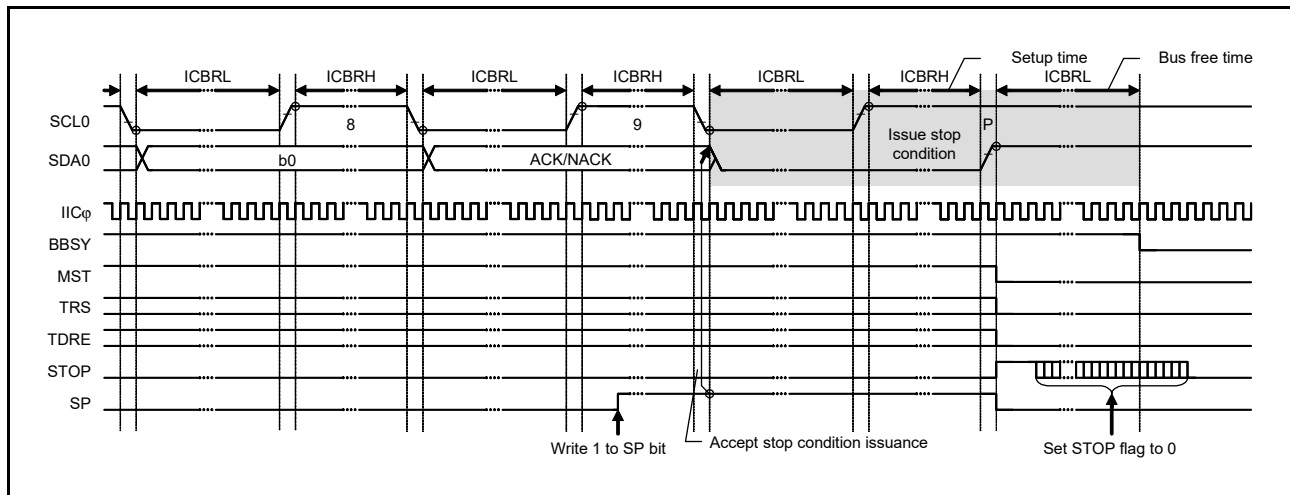 Setup time
Bus free time
ICBRL ICBRH ICBRL ICBRH ICBRL ICBRH ICBRL
SCL0
8 9
P
Issue stop
condition
SDA0
b0 ACK/NACK
IICφ
BBSY
MST
TRS
TDRE
STOP
SP
Write 1 to SP bit
Accept stop condition issuance
Set STOP flag to 0